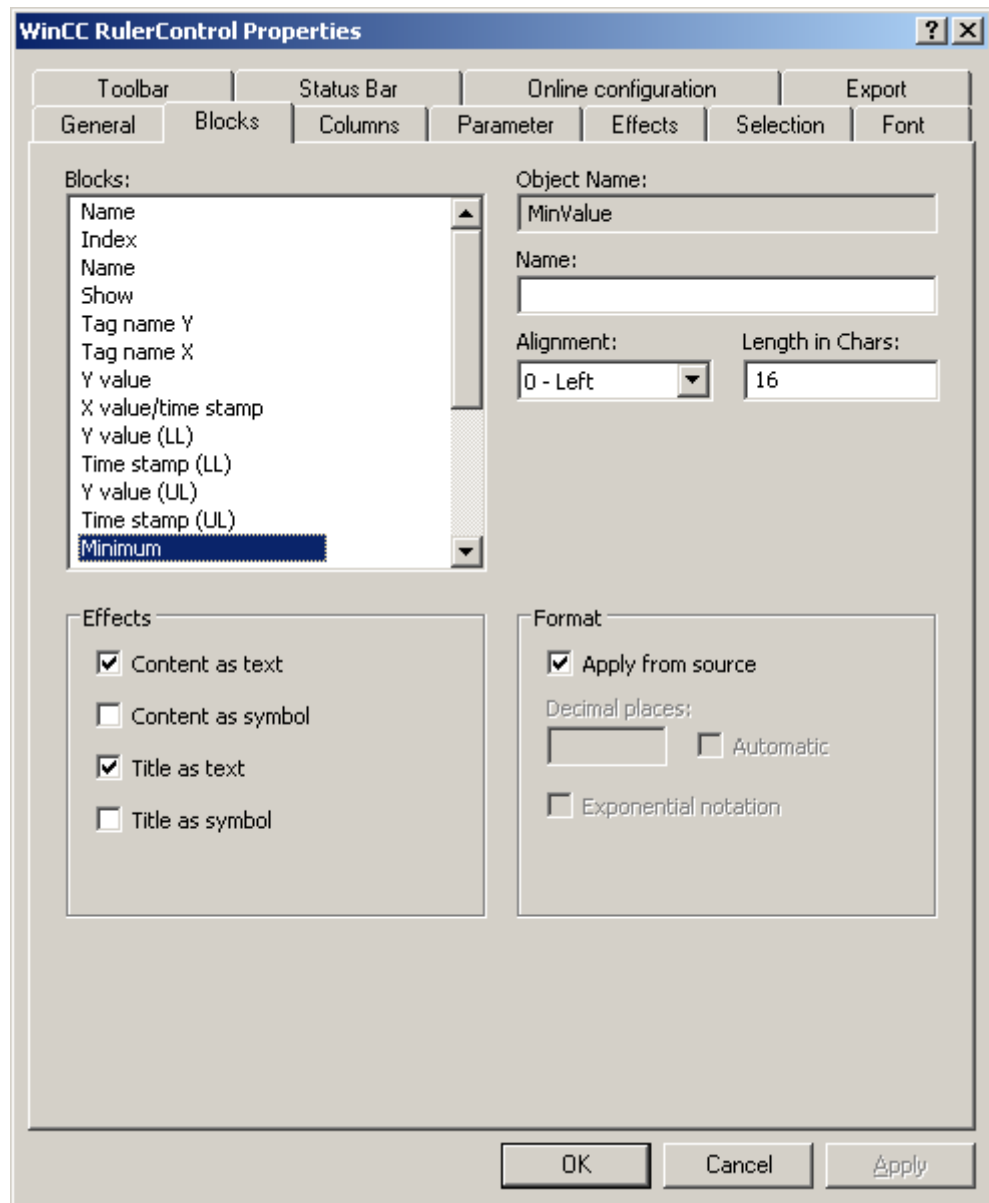 WinCC RulerControl Properties
Toolbar Status Bar Online configuration Export
General Blocks Columns Parameter Effects Selection Font
Blocks:
Name
Index
Name
Show
Tag name Y
Tag name X
Y value
X value/time stamp
Y value (LL)
Time stamp (LL)
Y value (UL)
Time stamp (UL)
Minimum
Object Name:
MinValue
Name:
Alignment: Length in Chars:
0 - Left 16
Effects
Content as text
Content as symbol
Title as text
Title as symbol
Format
Apply from source
Decimal places:
Automatic
Exponential notation
OK Cancel Apply